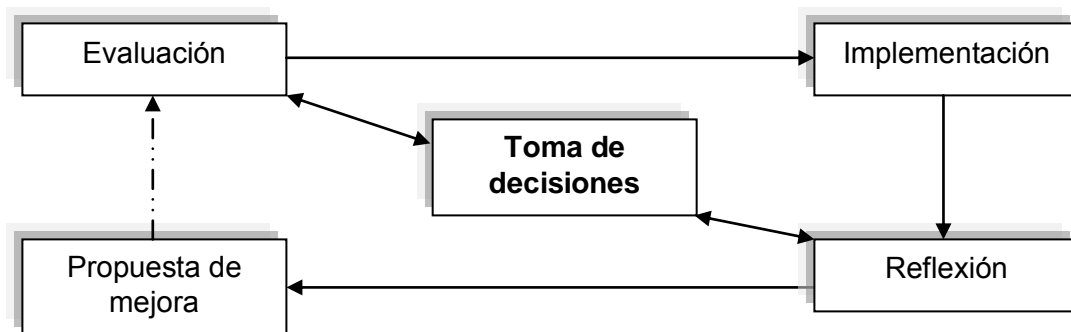 Evaluación
Implementación
Toma de
decisiones
Propuesta de
mejora
Reflexión